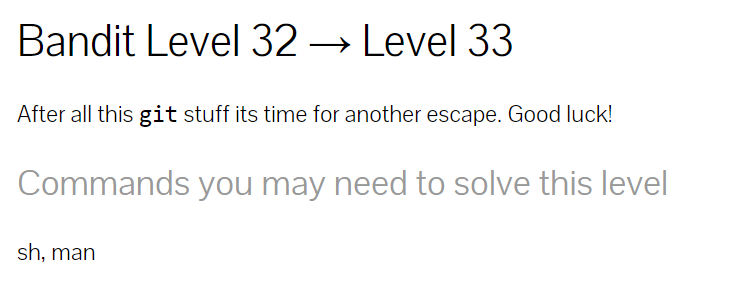 Bandit Level 32 → Level 33
After all this git stuff its time for another escape. Good luck!
Commands you may need to solve this level
sh, man